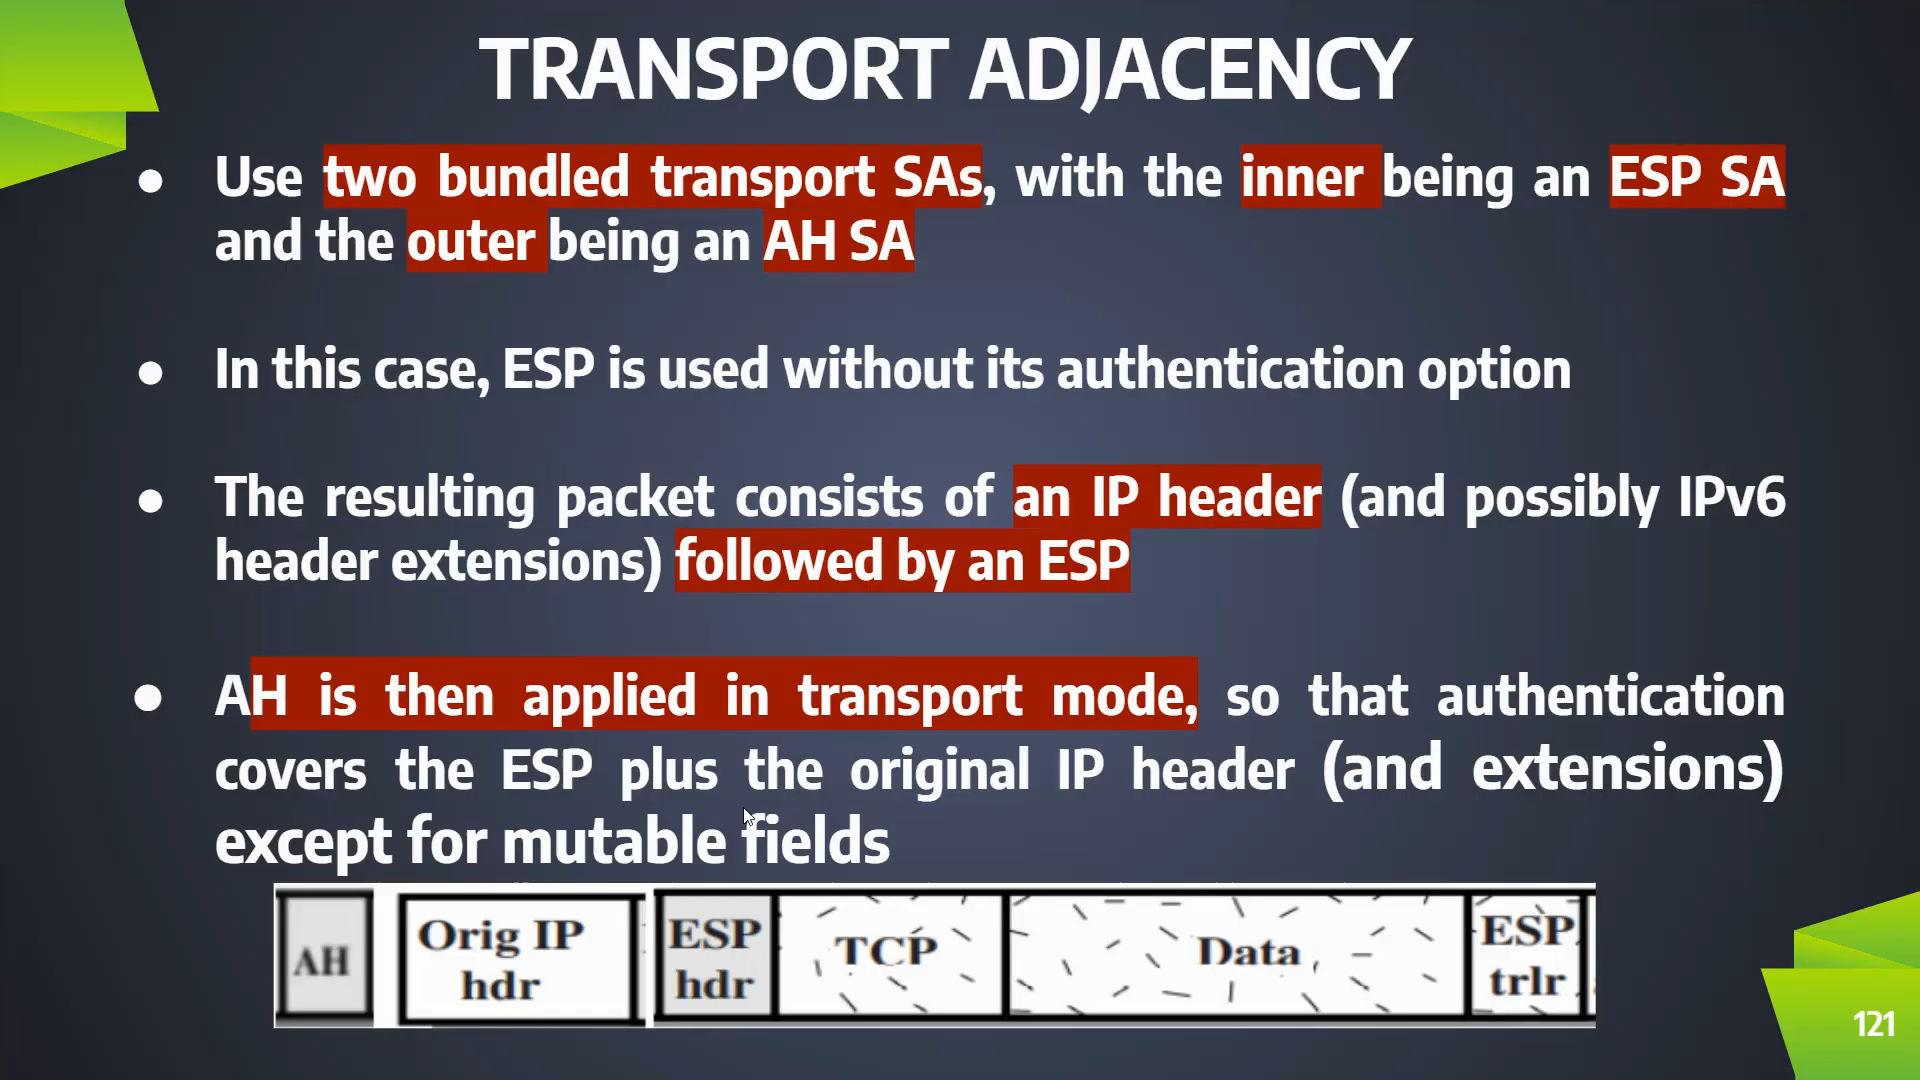 TRANSPORT ADJACENCY
● Use two bundled transport SAs, with the inner being an ESP SA
and the outer being an AH SA
● In this case, ESP is used without its authentication option
● The resulting packet consists of an IP header (and possibly IPv6
header extensions) followed by an ESP
● AH is then applied in transport mode, so that authentication
covers the ESP plus the original IP header (and extensions)
except for mutable fields
AH
Orig IP
hdr
ESP
hdr
TCP
Data
ESP
trlr
121